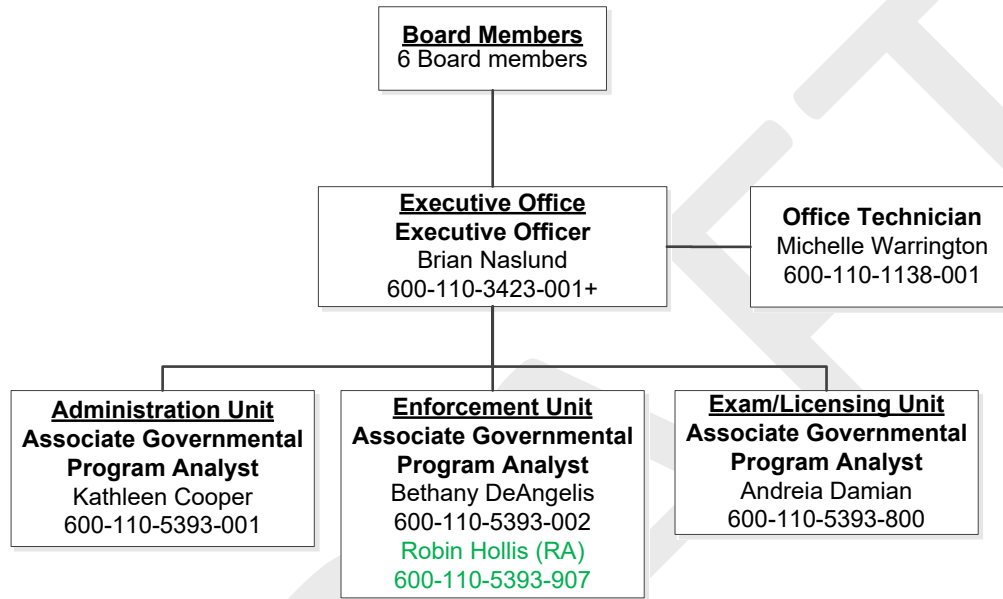 Board Members
6 Board members
Executive Office
Executive Officer
Brian Naslund
600-110-3423-001+
Office Technician
Michelle Warrington
600-110-1138-001
Administration Unit
Associate Governmental
Program Analyst
Kathleen Cooper
600-110-5393-001
Enforcement Unit
Associate Governmental
Program Analyst
Bethany DeAngelis
600-110-5393-002
Robin Hollis (RA)
600-110-5393-907
Exam/Licensing Unit
Associate Governmental
Program Analyst
Andreia Damian
600-110-5393-800